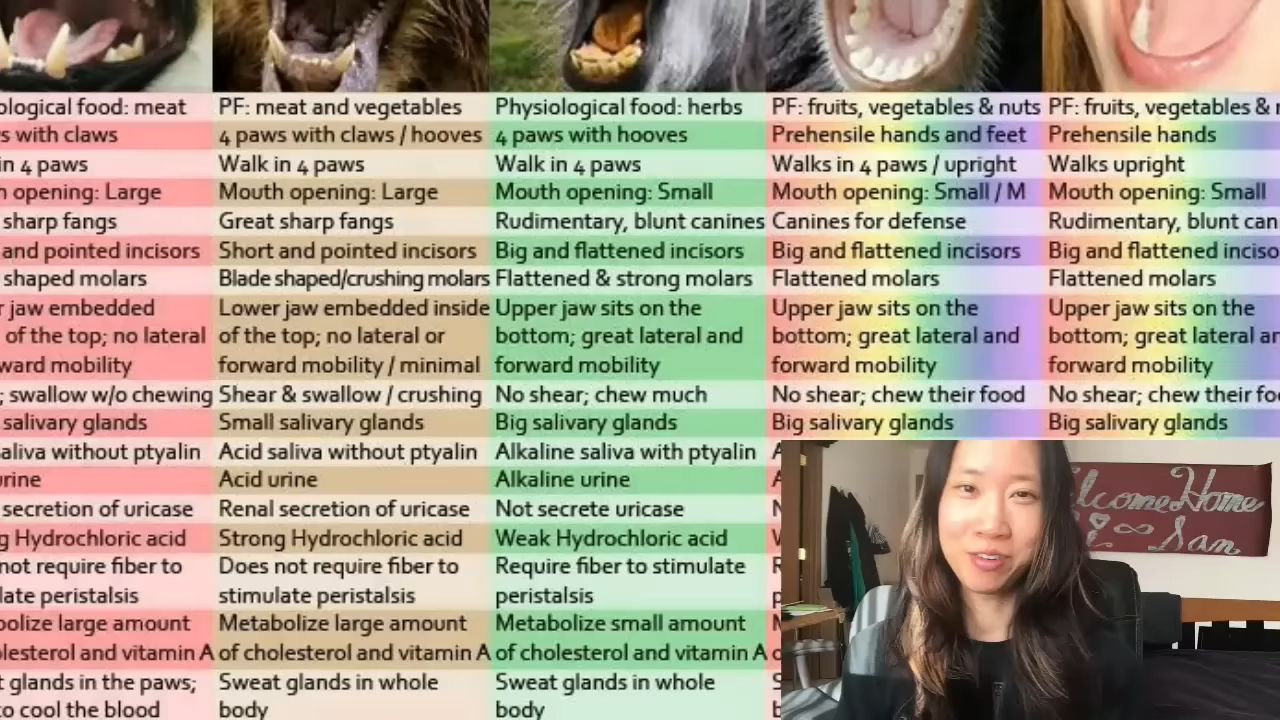 ological food: meat
s with claws
in 4 paws
opening: Large
sharp fangs
and pointed incisors
shaped molars
r jaw embedded
of the top; no lateral
ward mobility
; swallow w/o chewing
salivary glands
saliva without ptyalin
urine
secretion of uricase
g Hydrochloric acid
not require fiber to
late peristalsis
bolize large amount
lesterol and vitamin A
t glands in the paws;
to cool the blood
PF: meat and vegetables
4 paws with claws / hooves
Walk in 4 paws
Mouth opening: Large
Great sharp fangs
Short and pointed incisors
Blade shaped/crushing molars
Lower jaw embedded inside
of the top; no lateral or
forward mobility / minimal
Shear & swallow / crushing
Small salivary glands
Acid saliva without ptyalin
Acid urine
Renal secretion of uricase
Strong Hydrochloric acid
Does not require fiber to
stimulate peristalsis
Metabolize large amount
of cholesterol and vitamin A
Sweat glands in whole
body
Physiological food: herbs
4 paws with hooves
Walk in 4 paws
Mouth opening: Small
Rudimentary, blunt canines
Big and flattened incisors
Flattened & strong molars
Upper jaw sits on the
bottom; great lateral and
forward mobility
No shear; chew much
Big salivary glands
Alkaline saliva with ptyalin
Alkaline urine
Not secrete uricase
Weak Hydrochloric acid
Require fiber to stimulate
peristalsis
Metabolize small amount
of cholesterol and vitamin A
Sweat glands in whole
body
PF: fruits, vegetables & nuts
Prehensile hands and feet
Walks in 4 paws / upright
Mouth opening: Small / M
Canines for defense
Big and flattened incisors
Flattened molars
Upper jaw sits on the
bottom; great lateral and
forward mobility
No shear; chew their food
Big salivary glands
PF: fruits, vegetables & n
Prehensile hands
Walks upright
Mouth opening: Small
Rudimentary, blunt can
Big and flattened inciso
Flattened molars
Upper jaw sits on the
bottom; great lateral an
forward mobility
No shear; chew their foo
Big salivary glands
lcome Home
i ∞ San